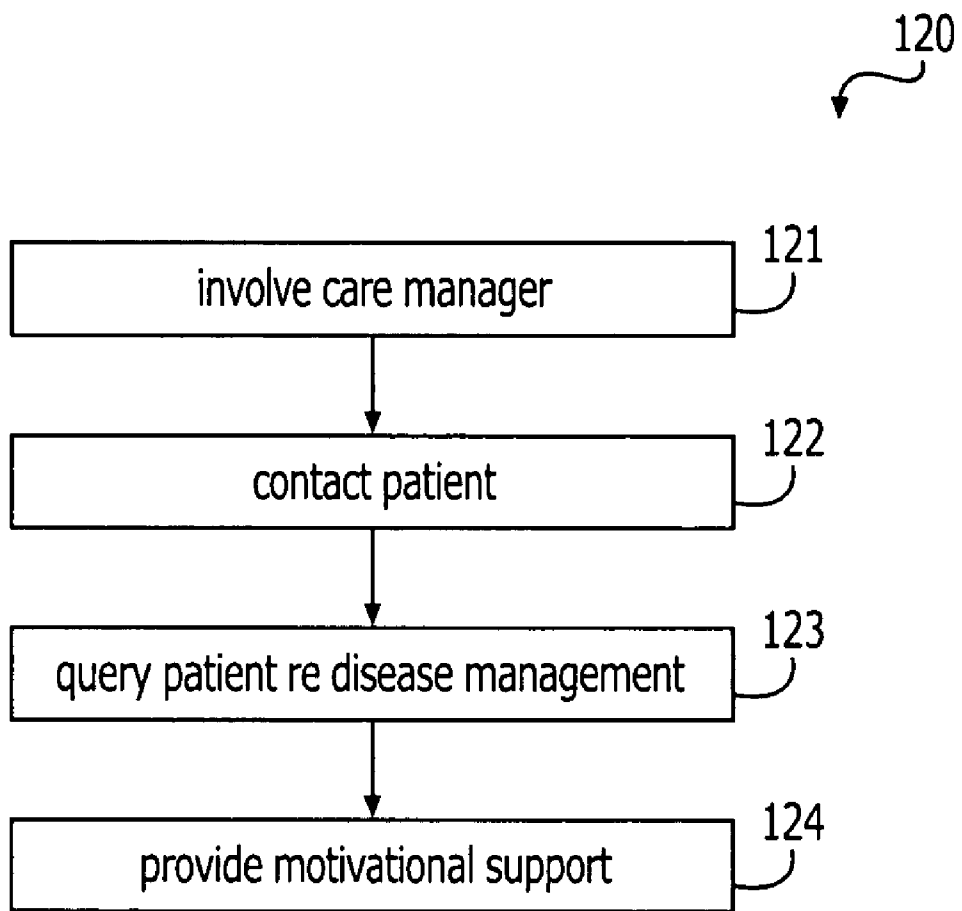 120
121
involve care manager
122
contact patient
123
query patient re disease management
124
provide motivational support